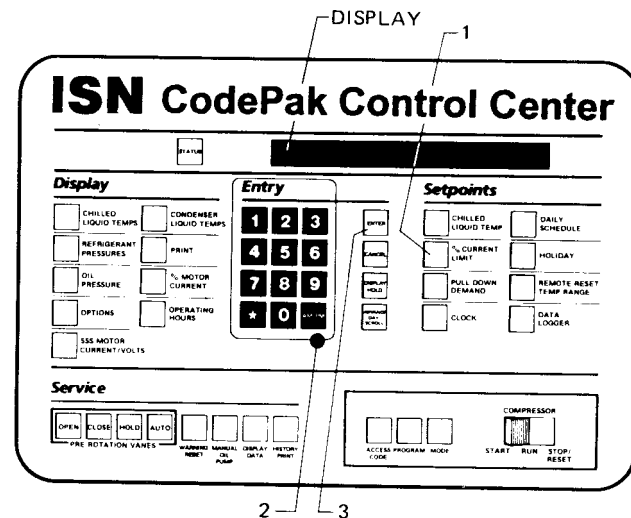 DISPLAY
1
ISN CodePak Control Center
STATUS
Display
CHILLED
LIQUID TEMPS
CONDENSER
LIQUID TEMPS
REFRIGERANT
PRESSURES
PRINT
OIL
PRESSURE
% MOTOR
CURRENT
OPTIONS
OPERATING
HOURS
SSS MOTOR
CURRENT/VOLTS
Entry
1 2 3
4 5 6
7 8 9
* 0 AM/PM
ENTER
CANCEL
DISPLAY
HOLD
ADVANCE
DAY
SCROLL
Setpoints
CHILLED
LIQUID TEMP
DAILY
SCHEDULE
% CURRENT
LIMIT
HOLIDAY
PULL DOWN
DEMAND
REMOTE RESET
TEMP RANGE
CLOCK
DATA
LOGGER
Service
OPEN CLOSE HOLD AUTO
PRE ROTATION VANES
WARNING
RESET
MANUAL
OIL
PUMP
DISPLAY
DATA
HISTORY
PRINT
ACCESS
CODE
PROGRAM
MODE
COMPRESSOR
START RUN STOP/
RESET
2
3